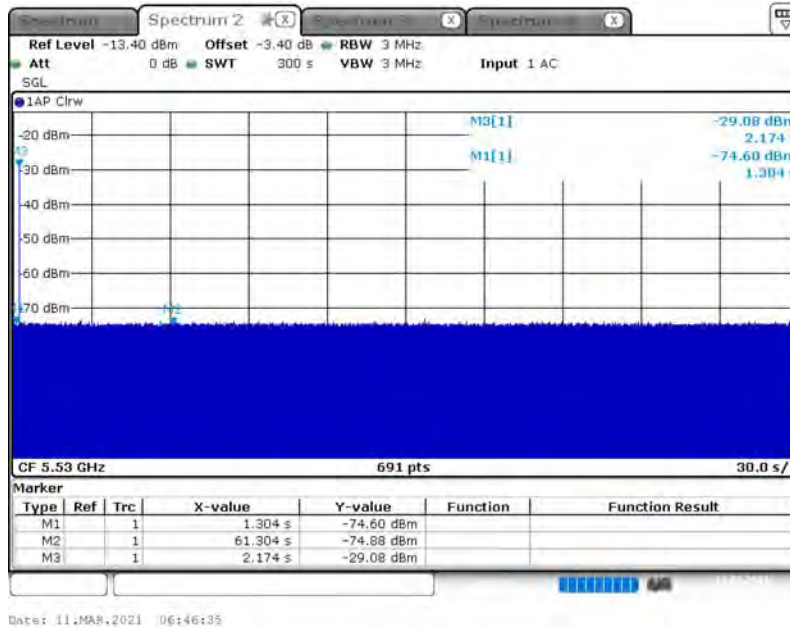 Spectrum 2 X X X
Ref Level -13.40 dBm Offset -3.40 dB RBW 3 MHz
Att 0 dB SWT 300 s VBW 3 MHz Input 1 AC
SGL
1AP Clrw
M3[1] -29.08 dBm
2.174 s
M1[1] -74.60 dBm
1.304 s
-20 dBm
M3
-30 dBm
-40 dBm
-50 dBm
-60 dBm
-70 dBm M2
CF 5.53 GHz 691 pts 30.0 s/
Marker
Type Ref Trc X-value Y-value Function Function Result
M1 1 1.304 s -74.60 dBm
M2 1 61.304 s -74.88 dBm
M3 1 2.174 s -29.08 dBm
Date: 11.MAR.2021 06:46:35